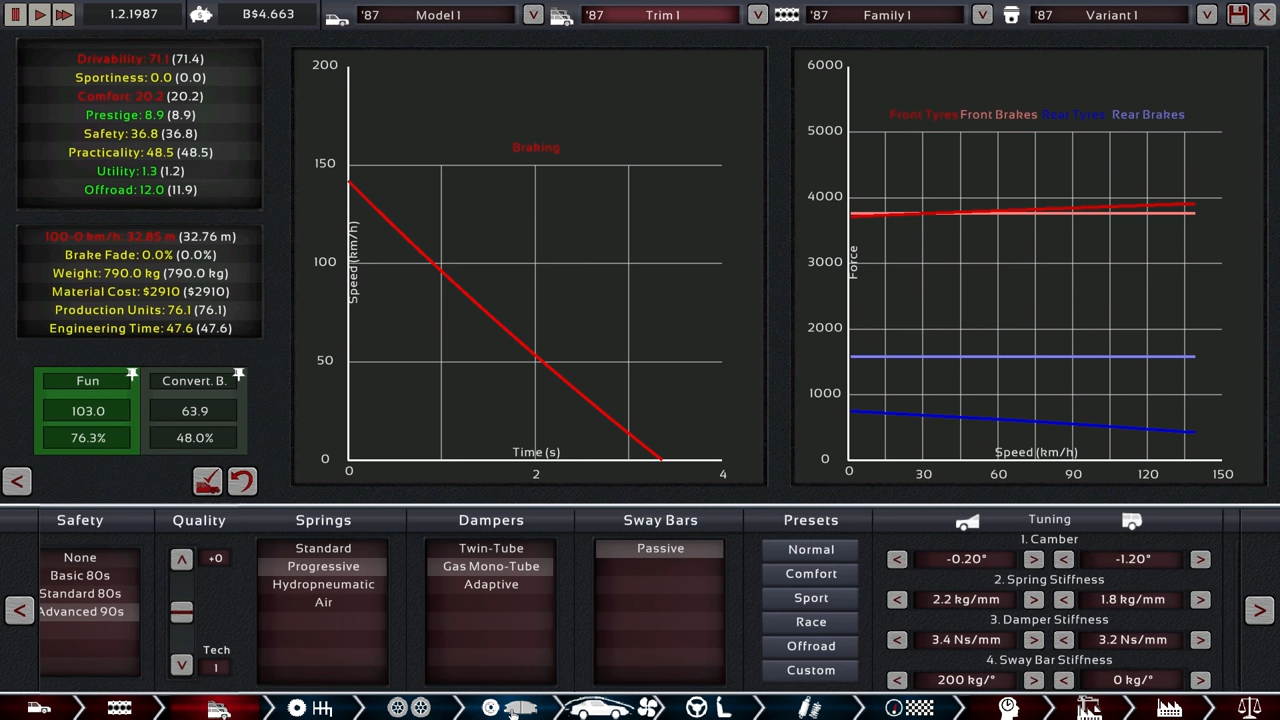 1.2.1987
B$4.663
'87 Model 1
'87 Trim 1
'87 Family 1
'87 Variant 1
Drivability: 71.1 (71.4)
Sportiness: 0.0 (0.0)
Comfort: 20.2 (20.2)
Prestige: 8.9 (8.9)
Safety: 36.8 (36.8)
Practicality: 48.5 (48.5)
Utility: 1.3 (1.2)
Offroad: 12.0 (11.9)
100-0 km/h: 32.85 m (32.76 m)
Brake Fade: 0.0% (0.0%)
Weight: 790.0 kg (790.0 kg)
Material Cost: $2910 ($2910)
Production Units: 76.1 (76.1)
Engineering Time: 47.6 (47.6)
Fun
103.0
76.3%
Convert. B.
63.9
48.0%
<
200
150
100
50
0
Speed (km/h)
Braking
Time (s)
0 2 4
6000
5000
4000
3000
2000
1000
0
Force
Front Tyres Front Brakes Rear Tyres Rear Brakes
Speed (km/h)
0 30 60 90 120 150
Safety
None
Basic 80s
Standard 80s
Advanced 90s
Quality
+0
Tech
1
Springs
Standard
Progressive
Hydropneumatic
Air
Dampers
Twin-Tube
Gas Mono-Tube
Adaptive
Sway Bars
Passive
Presets
Normal
Comfort
Sport
Race
Offroad
Custom
Tuning
1. Camber
< -0.20° > < -1.20° >
2. Spring Stiffness
< 2.2 kg/mm > < 1.8 kg/mm >
3. Damper Stiffness
< 3.4 Ns/mm > < 3.2 Ns/mm >
4. Sway Bar Stiffness
< 200 kg/° > < 0 kg/° >
< >